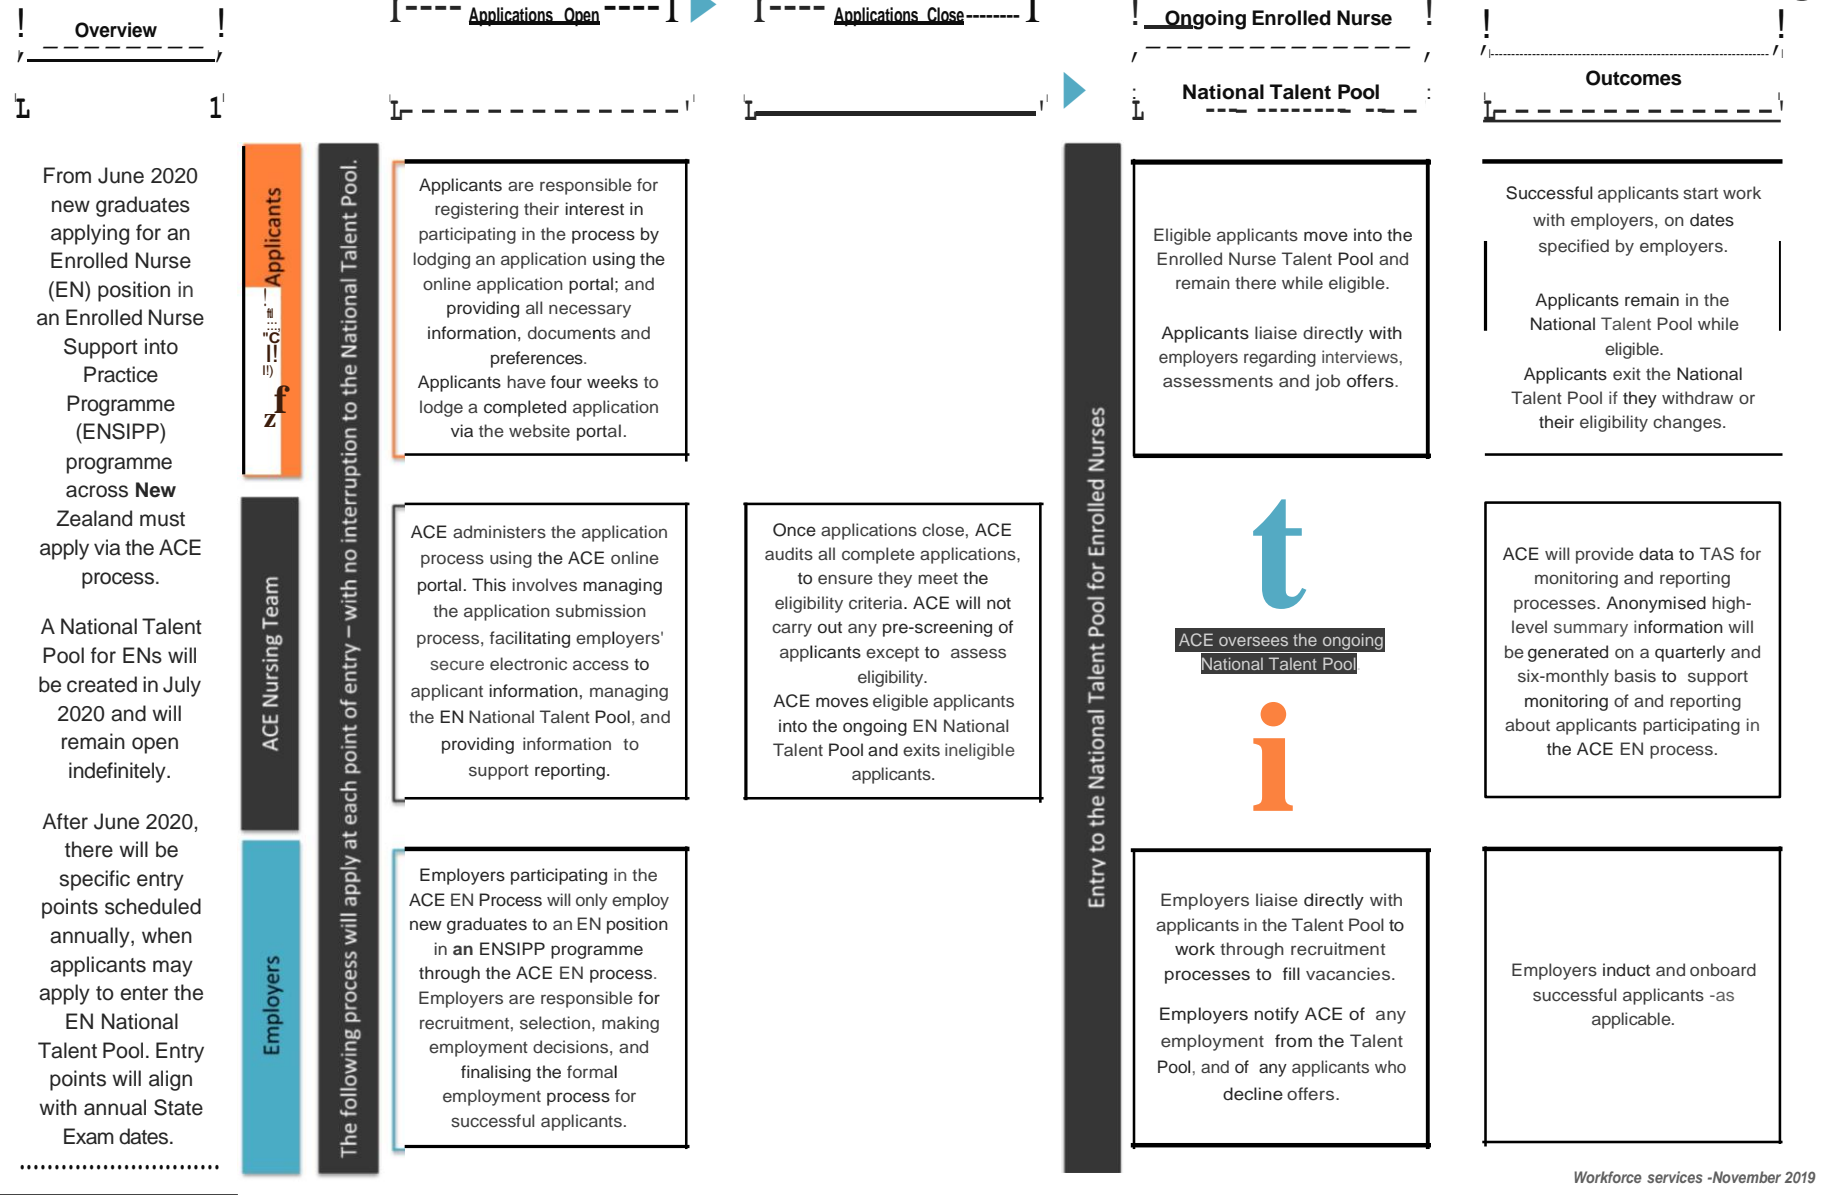 Overview
Applications Open
Applications Close
Ongoing Enrolled Nurse
National Talent Pool
Outcomes
From June 2020
new graduates
applying for an
Enrolled Nurse
(EN) position in
an Enrolled Nurse
Support into
Practice
Programme
(ENSIPP)
programme
across New
Zealand must
apply via the ACE
process.
A National Talent
Pool for ENs will
be created in July
2020 and will
remain open
indefinitely.
After June 2020,
there will be
specific entry
points scheduled
annually, when
applicants may
apply to enter the
EN National
Talent Pool. Entry
points will align
with annual State
Exam dates.
Applicants
ACE Nursing Team
Employers
The following process will apply at each point of entry – with no interruption to the National Talent Pool.
Applicants are responsible for
registering their interest in
participating in the process by
lodging an application using the
online application portal; and
providing all necessary
information, documents and
preferences.
Applicants have four weeks to
lodge a completed application
via the website portal.
ACE administers the application
process using the ACE online
portal. This involves managing
the application submission
process, facilitating employers'
secure electronic access to
applicant information, managing
the EN National Talent Pool, and
providing information to
support reporting.
Employers participating in the
ACE EN Process will only employ
new graduates to an EN position
in an ENSIPP programme
through the ACE EN process.
Employers are responsible for
recruitment, selection, making
employment decisions, and
finalising the formal
employment process for
successful applicants.
Once applications close, ACE
audits all complete applications,
to ensure they meet the
eligibility criteria. ACE will not
carry out any pre-screening of
applicants except to assess
eligibility.
ACE moves eligible applicants
into the ongoing EN National
Talent Pool and exits ineligible
applicants.
Entry to the National Talent Pool for Enrolled Nurses
Eligible applicants move into the
Enrolled Nurse Talent Pool and
remain there while eligible.
Applicants liaise directly with
employers regarding interviews,
assessments and job offers.
t
ACE oversees the ongoing
National Talent Pool.
i
Employers liaise directly with
applicants in the Talent Pool to
work through recruitment
processes to fill vacancies.
Employers notify ACE of any
employment from the Talent
Pool, and of any applicants who
decline offers.
Successful applicants start work
with employers, on dates
specified by employers.
Applicants remain in the
National Talent Pool while
eligible.
Applicants exit the National
Talent Pool if they withdraw or
their eligibility changes.
ACE will provide data to TAS for
monitoring and reporting
processes. Anonymised high-
level summary information will
be generated on a quarterly and
six-monthly basis to support
monitoring of and reporting
about applicants participating in
the ACE EN process.
Employers induct and onboard
successful applicants -as
applicable.
Workforce services -November 2019